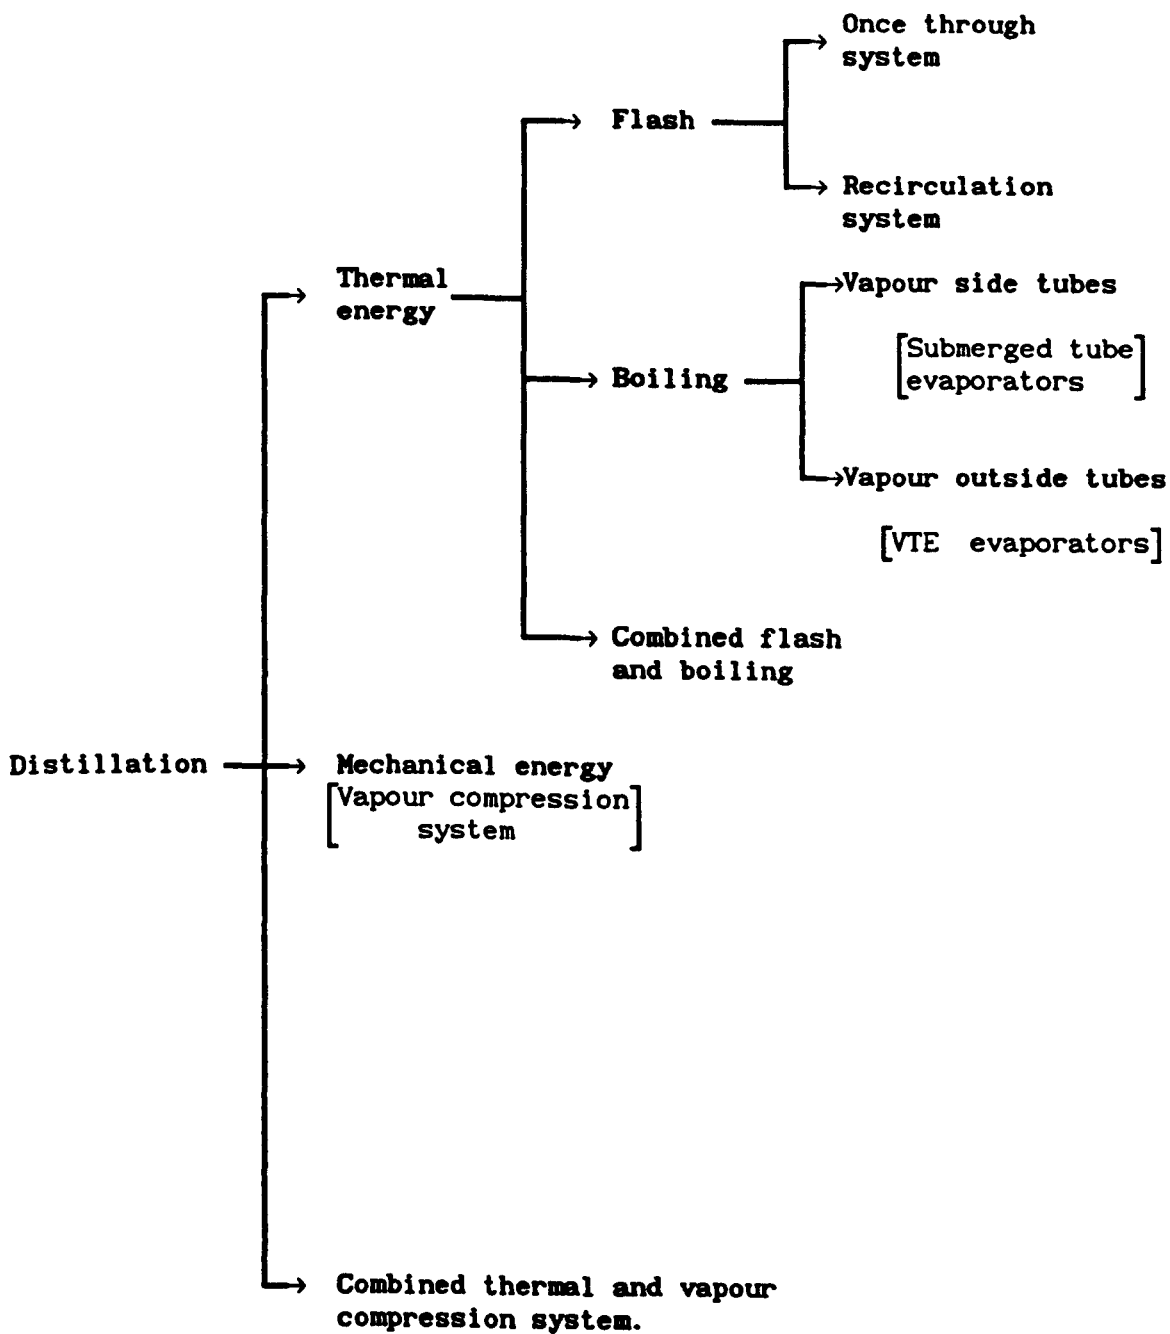 Once through
system
Flash
Recirculation
system
Thermal
energy
Vapour side tubes
[Submerged tube
evaporators]
Boiling
Vapour outside tubes
[VTE evaporators]
Combined flash
and boiling
Distillation
Mechanical energy
[Vapour compression
system]
Combined thermal and vapour
compression system.